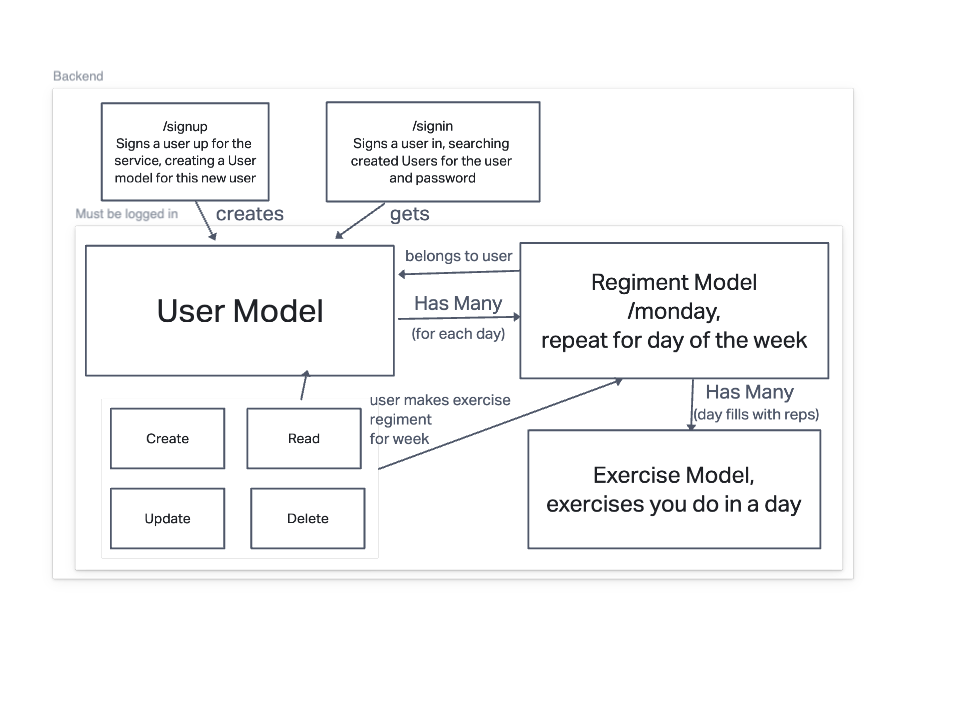 Backend
/signup
Signs a user up for the
service, creating a User
model for this new user
/signin
Signs a user in, searching
created Users for the user
and password
Must be logged in
creates
gets
User Model
belongs to user
Has Many
(for each day)
Regiment Model
/monday,
repeat for day of the week
user makes exercise
regiment
for week
Has Many
(day fills with reps)
Create
Read
Update
Delete
Exercise Model,
exercises you do in a day